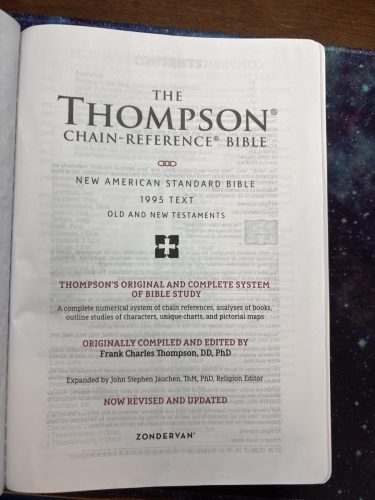 THE
THOMPSON®
CHAIN-REFERENCE® BIBLE
NEW AMERICAN STANDARD BIBLE
1995 TEXT
OLD AND NEW TESTAMENTS
THOMPSON'S ORIGINAL AND COMPLETE SYSTEM
OF BIBLE STUDY
A complete numerical system of chain references, analyses of books,
outline studies of characters, unique charts, and pictorial maps
ORIGINALLY COMPILED AND EDITED BY
Frank Charles Thompson, DD, PhD
Expanded by John Stephen Jauchen, ThM, PhD, Religion Editor
NOW REVISED AND UPDATED
ZONDERVAN®